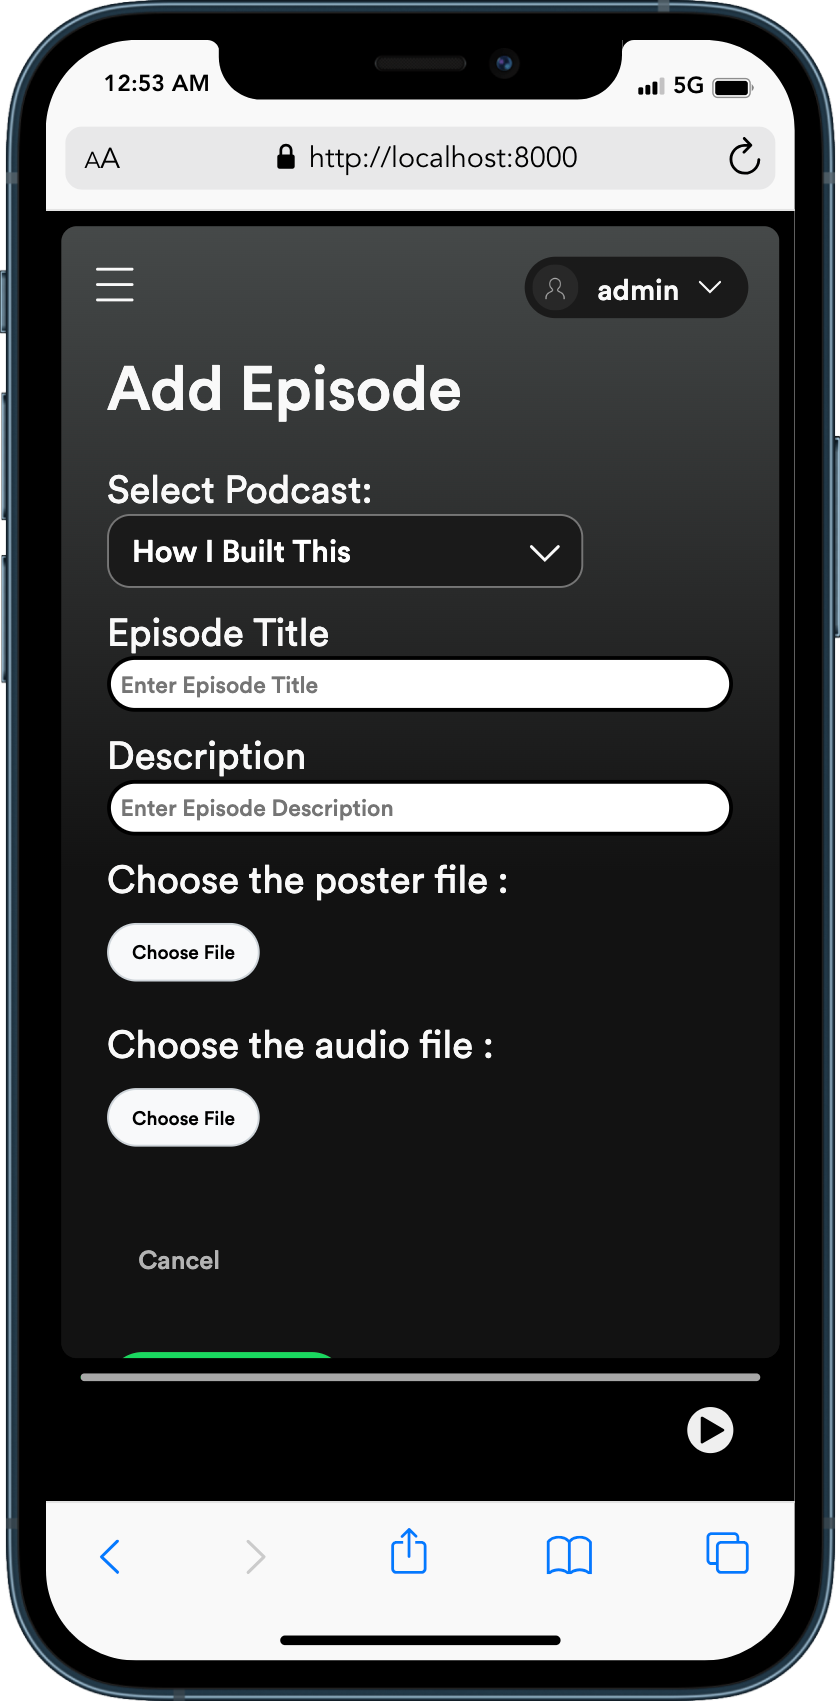 12:53 AM
5G
AA
http://localhost:8000
admin
Add Episode
Select Podcast:
How I Built This
Episode Title
Enter Episode Title
Description
Enter Episode Description
Choose the poster file :
Choose File
Choose the audio file :
Choose File
Cancel